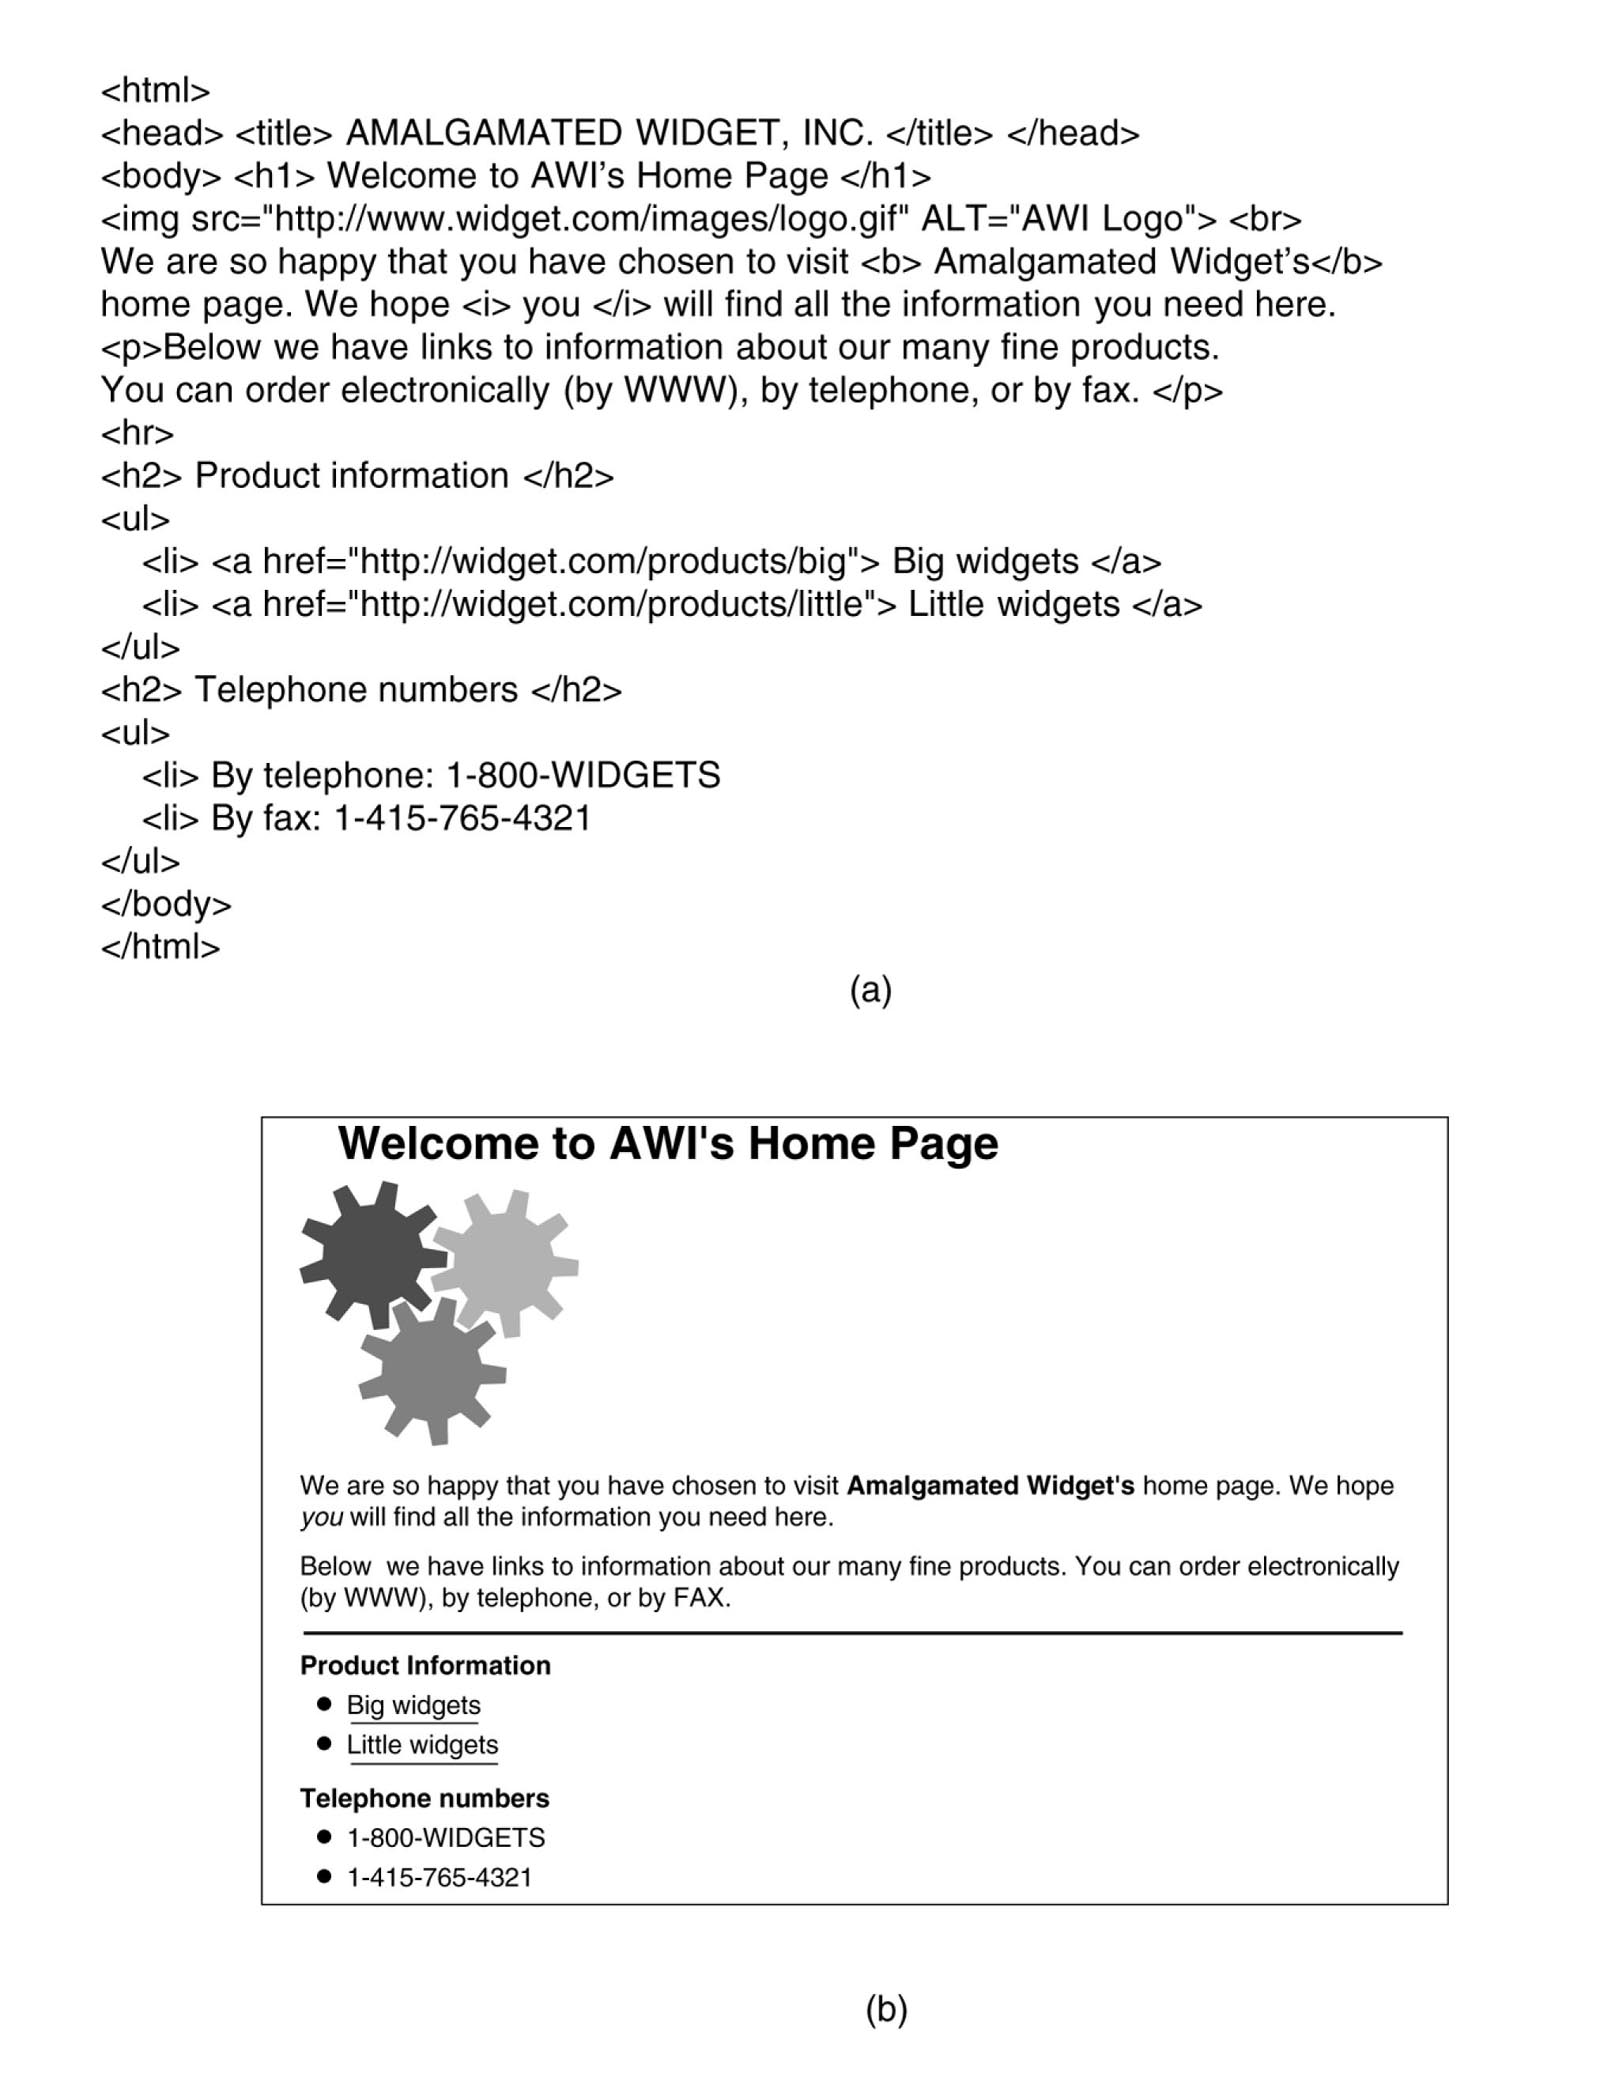 <html>
<head> <title> AMALGAMATED WIDGET, INC. </title> </head>
<body> <h1> Welcome to AWI’s Home Page </h1>
<img src="http://www.widget.com/images/logo.gif" ALT="AWI Logo"> <br>
We are so happy that you have chosen to visit <b> Amalgamated Widget’s</b>
home page. We hope <i> you </i> will find all the information you need here.
<p>Below we have links to information about our many fine products.
You can order electronically (by WWW), by telephone, or by fax. </p>
<hr>
<h2> Product information </h2>
<ul>
<li> <a href="http://widget.com/products/big"> Big widgets </a>
<li> <a href="http://widget.com/products/little"> Little widgets </a>
</ul>
<h2> Telephone numbers </h2>
<ul>
<li> By telephone: 1-800-WIDGETS
<li> By fax: 1-415-765-4321
</ul>
</body>
</html>
(a)
Welcome to AWI's Home Page
We are so happy that you have chosen to visit Amalgamated Widget's home page. We hope
you will find all the information you need here.
Below we have links to information about our many fine products. You can order electronically
(by WWW), by telephone, or by FAX.
Product Information
● Big widgets
● Little widgets
Telephone numbers
● 1-800-WIDGETS
● 1-415-765-4321
(b)